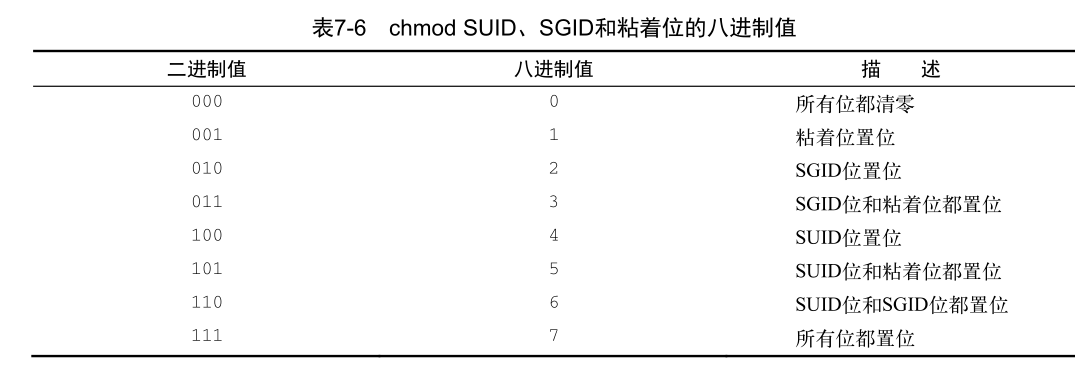 表7-6 chmod SUID、SGID和粘着位的八进制值
二进制值 八进制值 描 述
000 0 所有位都清零
001 1 粘着位置位
010 2 SGID位置位
011 3 SGID位和粘着位都置位
100 4 SUID位置位
101 5 SUID位和粘着位都置位
110 6 SUID位和SGID位都置位
111 7 所有位都置位